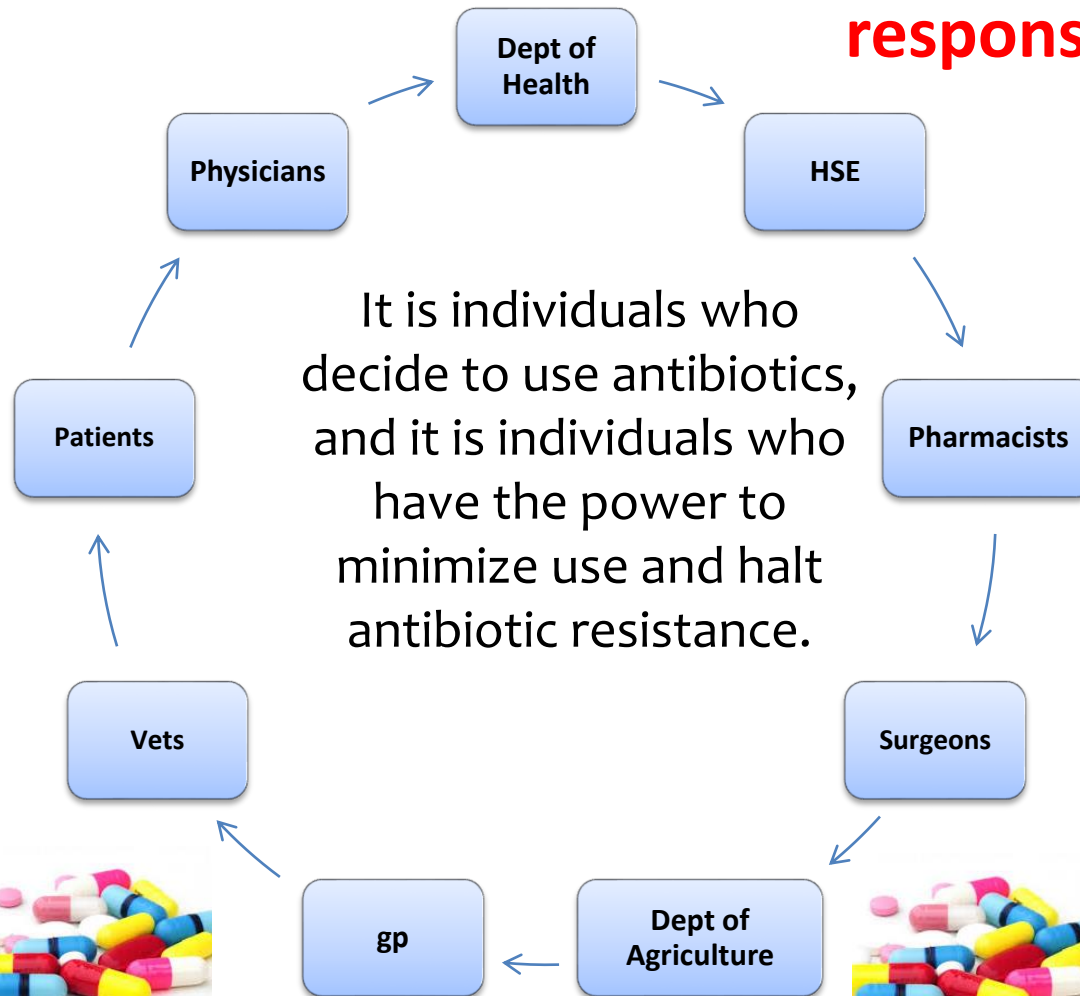 respons
Dept of
Health
Physicians
HSE
It is individuals who
decide to use antibiotics,
and it is individuals who
have the power to
minimize use and halt
antibiotic resistance.
Patients
Pharmacists
Vets
Surgeons
gp
Dept of
Agriculture